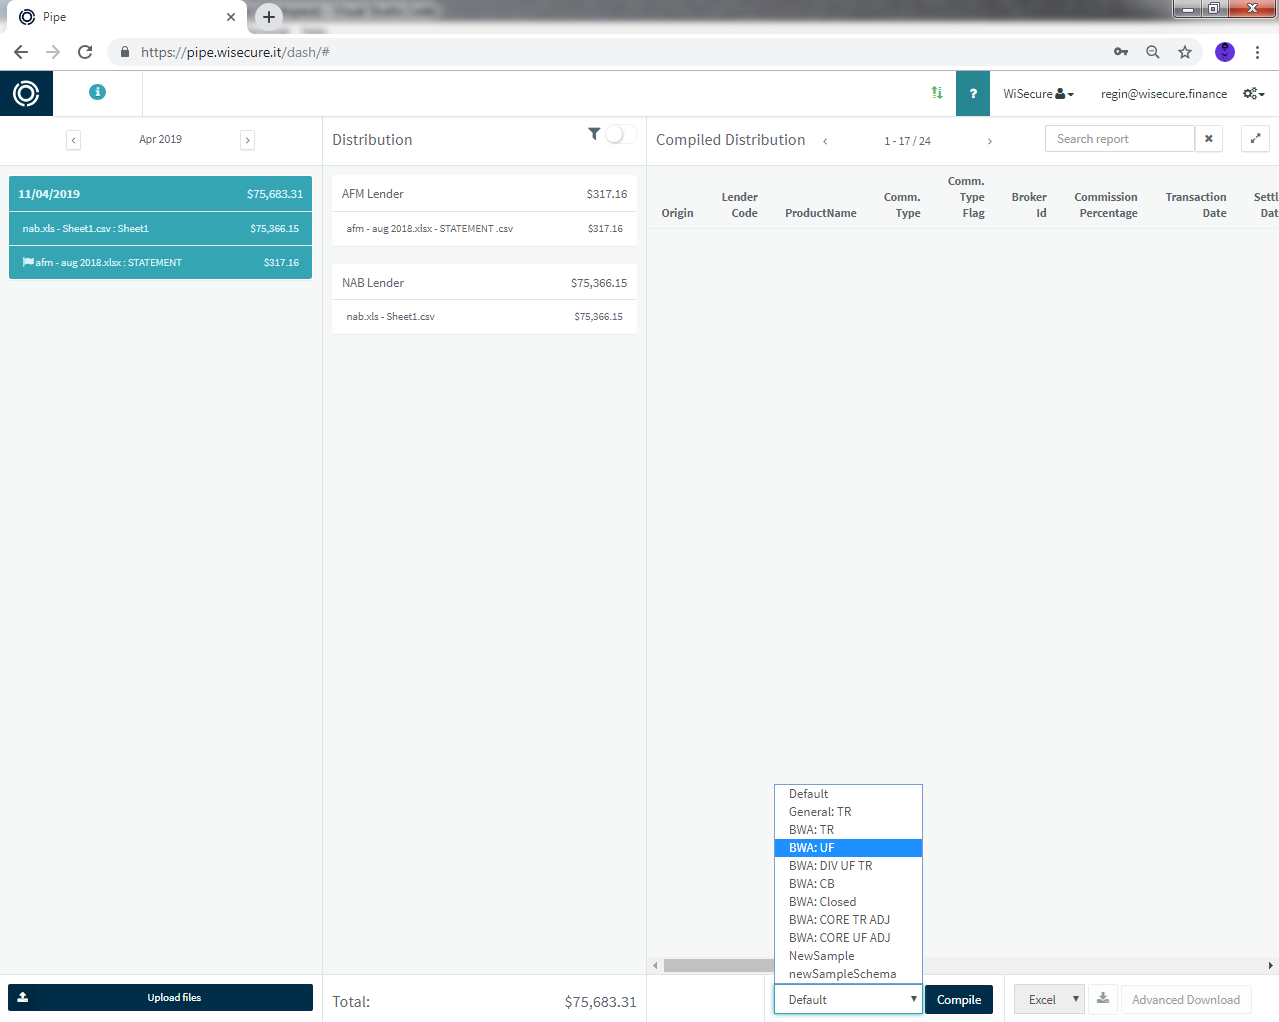 Pipe
https://pipe.wisecure.it/dash/#
WiSecure
regin@wisecure.finance
Apr 2019
Distribution
Compiled Distribution
1 - 17 / 24
Search report
11/04/2019 $75,683.31
nab.xls - Sheet1.csv : Sheet1 $75,366.15
afm - aug 2018.xlsx : STATEMENT $317.16
AFM Lender $317.16
afm - aug 2018.xlsx - STATEMENT .csv $317.16
NAB Lender $75,366.15
nab.xls - Sheet1.csv $75,366.15
Origin
Lender Code
ProductName
Comm. Type
Comm. Type Flag
Broker Id
Commission Percentage
Transaction Date
Settl Dat
Default
General: TR
BWA: TR
BWA: UF
BWA: DIV UF TR
BWA: CB
BWA: Closed
BWA: CORE TR ADJ
BWA: CORE UF ADJ
NewSample
newSampleSchema
Upload files
Total: $75,683.31
Default
Compile
Excel
Advanced Download